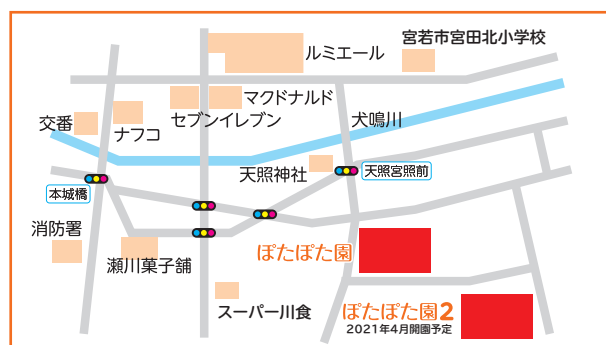 宮若市宮田北小学校
ルミエール
マクドナルド
セブンイレブン
犬鳴川
交番
ナフコ
天照神社
天照宮照前
本城橋
消防署
瀬川菓子舗
ぽたぽた園
スーパー川食
ぽたぽた園2
2021年4月開園予定